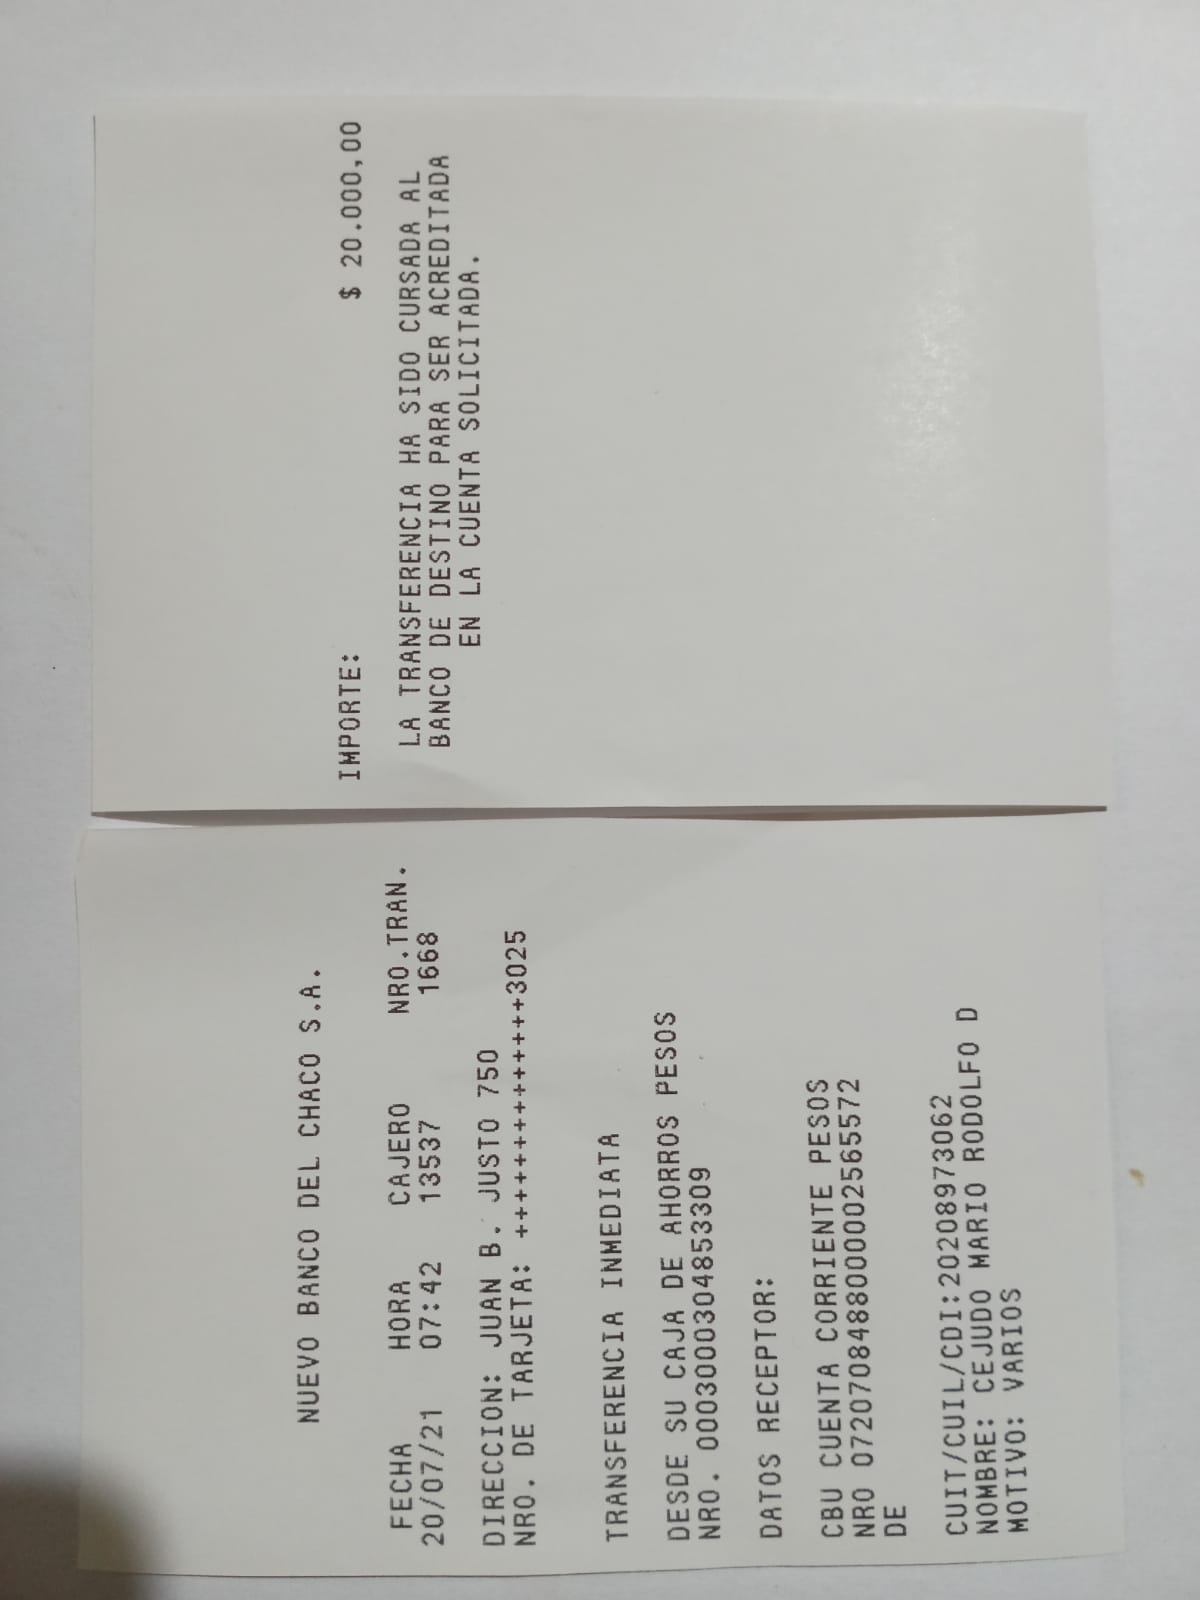 NUEVO BANCO DEL CHACO S.A.
FECHA HORA CAJERO NRO.TRAN.
20/07/21 07:42 13537 1668
DIRECCION: JUAN B. JUSTO 750
NRO. DE TARJETA: ++++++++++++3025
TRANSFERENCIA INMEDIATA
DESDE SU CAJA DE AHORROS PESOS
NRO. 0003000304853309
DATOS RECEPTOR:
CBU CUENTA CORRIENTE PESOS
NRO 0720708488000002565572
DE
CUIT/CUIL/CDI:20208973062
NOMBRE: CEJUDO MARIO RODOLFO D
MOTIVO: VARIOS
IMPORTE: $ 20.000,00
LA TRANSFERENCIA HA SIDO CURSADA AL
BANCO DE DESTINO PARA SER ACREDITADA
EN LA CUENTA SOLICITADA.